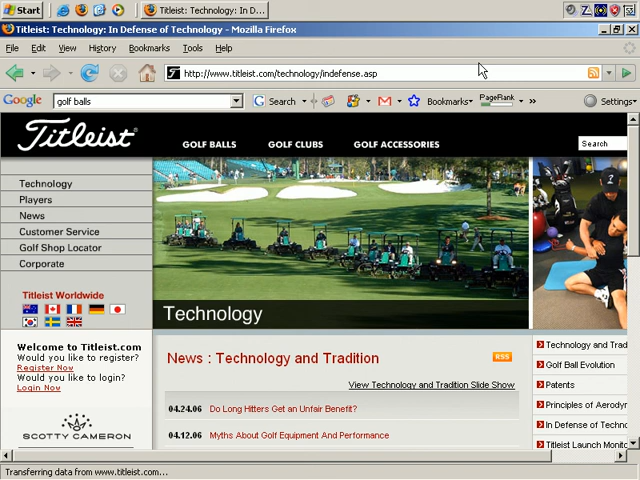 Start
Titleist: Technology: In D...
Titleist: Technology: In Defense of Technology - Mozilla Firefox
File Edit View History Bookmarks Tools Help
http://www.titleist.com/technology/indefense.asp
Google golf balls Search Bookmarks PageRank Settings
Titleist
GOLF BALLS GOLF CLUBS GOLF ACCESSORIES Search
Technology
Players
News
Customer Service
Golf Shop Locator
Corporate
Titleist Worldwide
Technology
Welcome to Titleist.com
Would you like to register?
Register Now
Would you like to login?
Login Now
SCOTTY CAMERON
News : Technology and Tradition RSS
View Technology and Tradition Slide Show
04.24.06 Do Long Hitters Get an Unfair Benefit?
04.12.06 Myths About Golf Equipment And Performance
Technology and Trad
Golf Ball Evolution
Patents
Principles of Aerodyr
In Defense of Techno
Titleist Launch Monito
Transferring data from www.titleist.com...